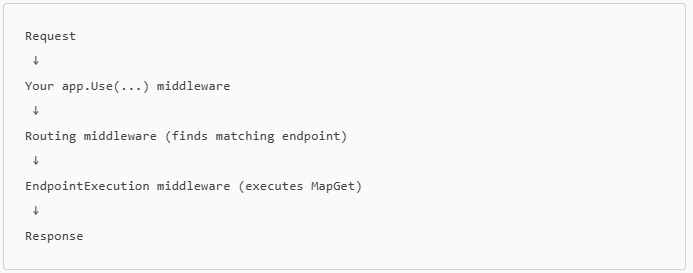 Request
↓
Your app.Use(...) middleware
↓
Routing middleware (finds matching endpoint)
↓
EndpointExecution middleware (executes MapGet)
↓
Response